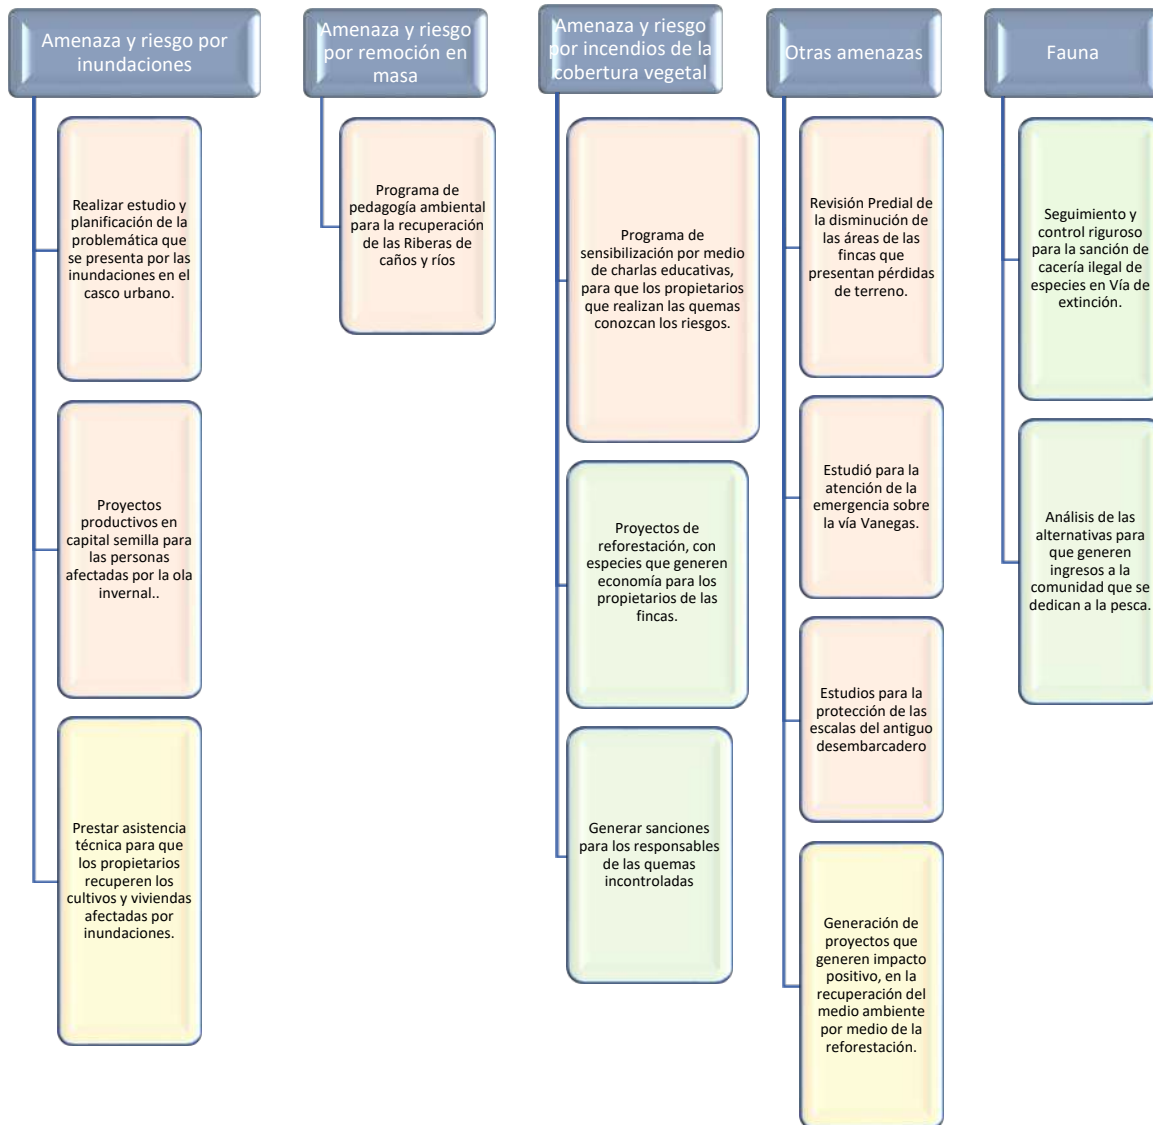 Amenaza y riesgo por
inundaciones
Realizar estudio y
planificación de la
problemática que
se presenta por las
inundaciones en el
casco urbano.
Proyectos
productivos en
capital semilla para
las personas
afectadas por la ola
invernal..
Prestar asistencia
técnica para que
los propietarios
recuperen los
cultivos y viviendas
afectadas por
inundaciones.
Amenaza y riesgo
por remoción en
masa
Programa de
pedagogía ambiental
para la recuperación
de las Riberas de
caños y ríos
Amenaza y riesgo
por incendios de la
cobertura vegetal
Programa de
sensibilización por medio
de charlas educativas,
para que los propietarios
que realizan las quemas
conozcan los riesgos.
Proyectos de
reforestación, con
especies que generen
economía para los
propietarios de las
fincas.
Generar sanciones
para los responsables
de las quemas
incontroladas
Otras amenazas
Revisión Predial de
la disminución de
las áreas de las
fincas que
presentan pérdidas
de terreno.
Estudió para la
atención de la
emergencia sobre
la vía Vanegas.
Estudios para la
protección de las
escalas del antiguo
desembarcadero
Generación de
proyectos que
generen impacto
positivo, en la
recuperación del
medio ambiente
por medio de la
reforestación.
Fauna
Seguimiento y
control riguroso
para la sanción de
cacería ilegal de
especies en Vía de
extinción.
Análisis de las
alternativas para
que generen
ingresos a la
comunidad que se
dedican a la pesca.